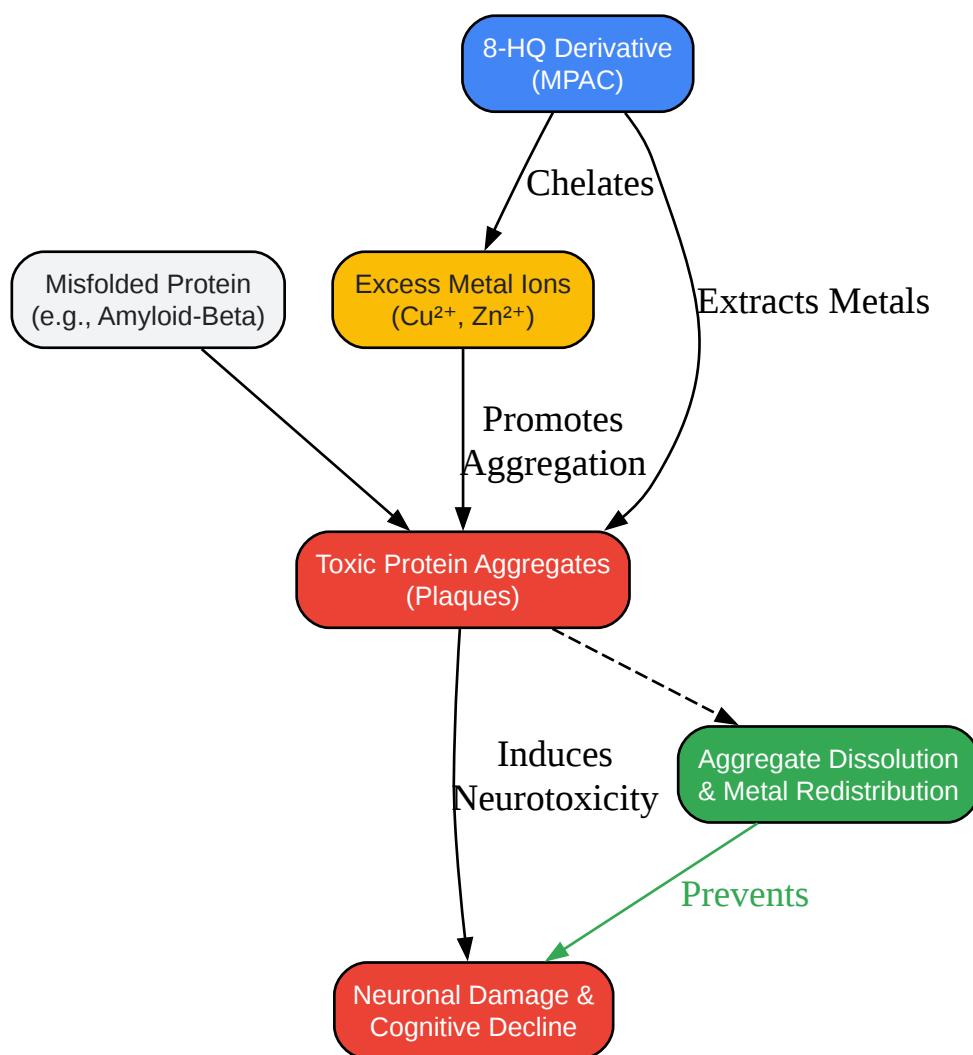 8-HQ Derivative
(MPAC)
Chelates
Misfolded Protein
(e.g., Amyloid-Beta)
Excess Metal Ions
(Cu²⁺, Zn²⁺)
Extracts Metals
Promotes
Aggregation
Toxic Protein Aggregates
(Plaques)
Induces
Neurotoxicity
Aggregate Dissolution
& Metal Redistribution
Prevents
Neuronal Damage &
Cognitive Decline